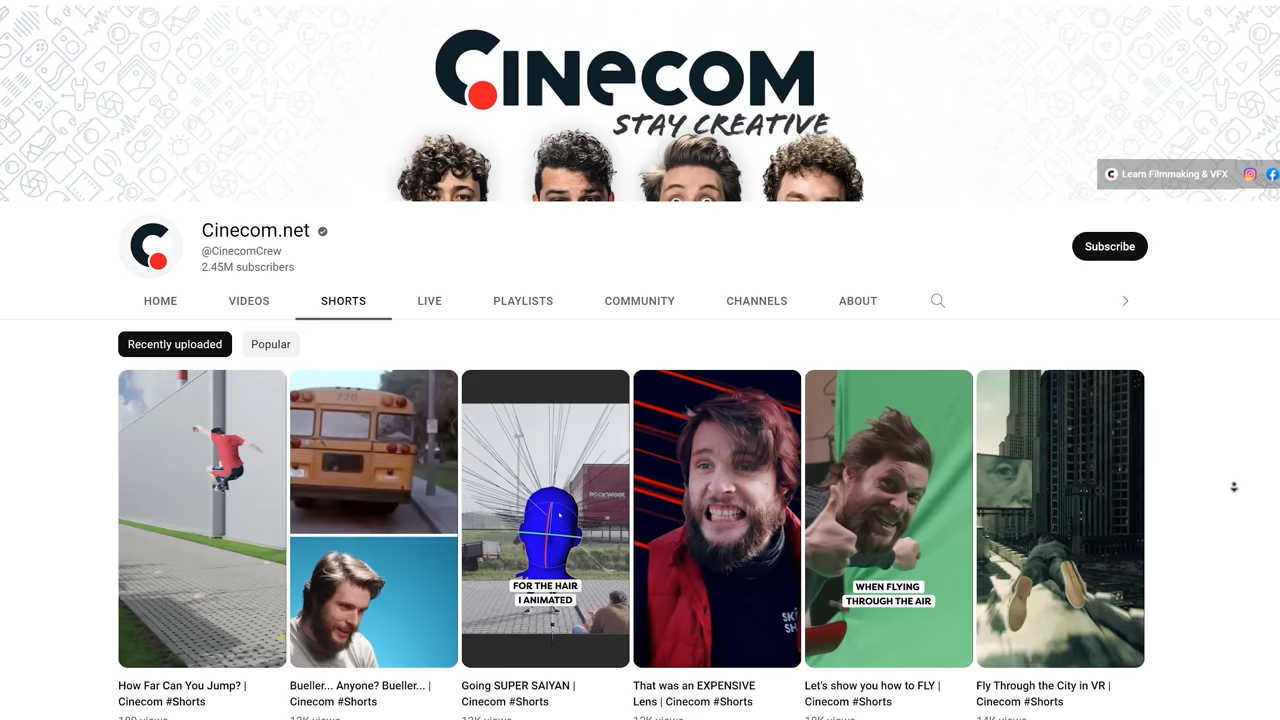 CINeCOM
STAY CREATIVE
Learn Filmmaking & VFX
Cinecom.net
@CinecomCrew
2.45M subscribers
Subscribe
HOME VIDEOS SHORTS LIVE PLAYLISTS COMMUNITY CHANNELS ABOUT
Recently uploaded Popular
728
ROCKWOOL
FOR THE HAIR
I ANIMATED
WHEN FLYING
THROUGH THE AIR
How Far Can You Jump? |
Cinecom #Shorts
Bueller... Anyone? Bueller... |
Cinecom #Shorts
Going SUPER SAIYAN |
Cinecom #Shorts
That was an EXPENSIVE
Lens | Cinecom #Shorts
Let's show you how to FLY |
Cinecom #Shorts
Fly Through the City in VR |
Cinecom #Shorts